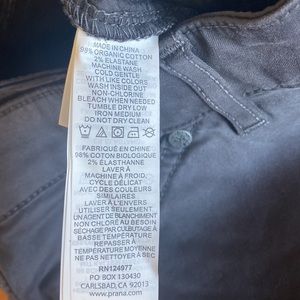 MADE IN CHINA
98% ORGANIC COTTON
2% ELASTANE
MACHINE WASH
COLD GENTLE
WITH LIKE COLORS
WASH INSIDE OUT
NON-CHLORINE
BLEACH WHEN NEEDED
TUMBLE DRY LOW
IRON MEDIUM
DO NOT DRY CLEAN
FABRIQUÉ EN CHINE
98% COTON BIOLOGIQUE
2% ÉLASTHANNE
LAVER À
MACHINE À FROID,
CYCLE DÉLICAT
AVEC DES COULEURS
SIMILAIRES
LAVER À L'ENVERS
UTILISER
UN AGENT DE BLANCHIMENT
NON CHLORÉ AU BESOIN
SÉCHAGE PAR CULBUTAGE À
BASSE TEMPÉRATURE
REPASSER À
TEMPÉRATURE MOYENNE
NE PAS NETTOYER À SEC
RN124977
PO BOX 130430
CARLSBAD, CA 92013
www.prana.com